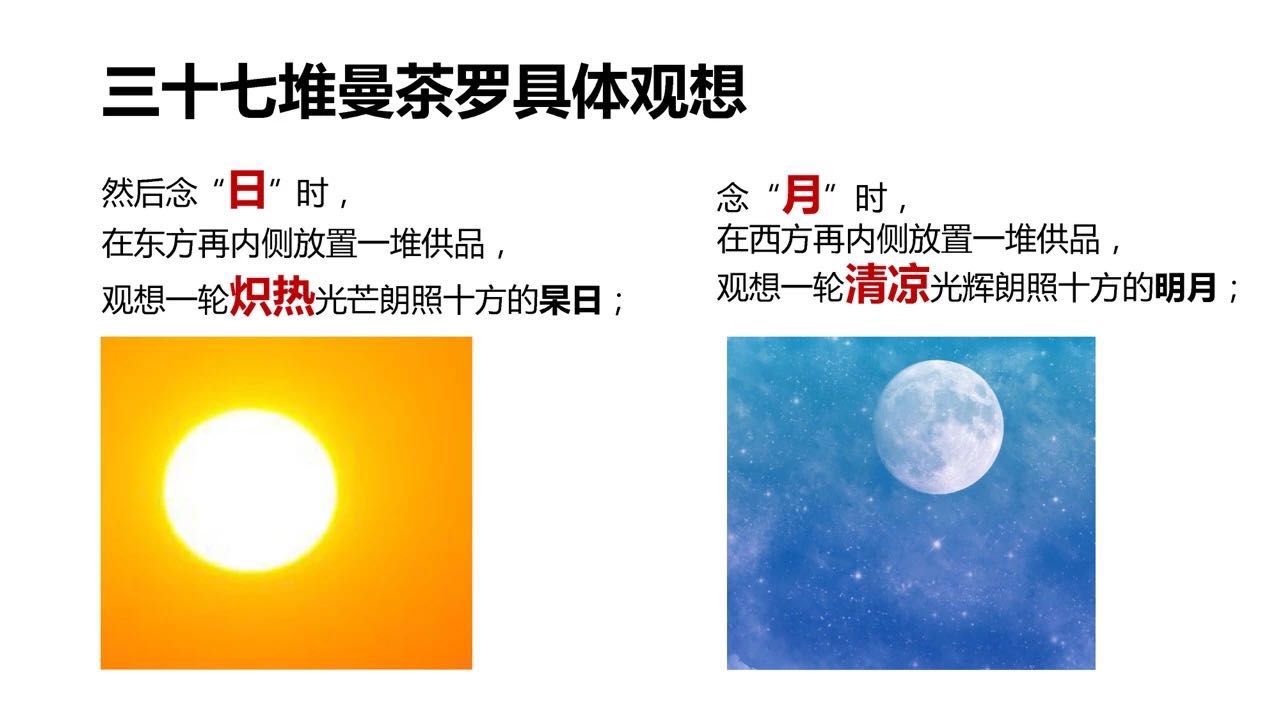 三十七堆曼茶罗具体观想
然后念“日”时，
在东方再内侧放置一堆供品，
观想一轮炽热光芒朗照十方的杲日；
念“月”时，
在西方再内侧放置一堆供品，
观想一轮清凉光辉朗照十方的明月；